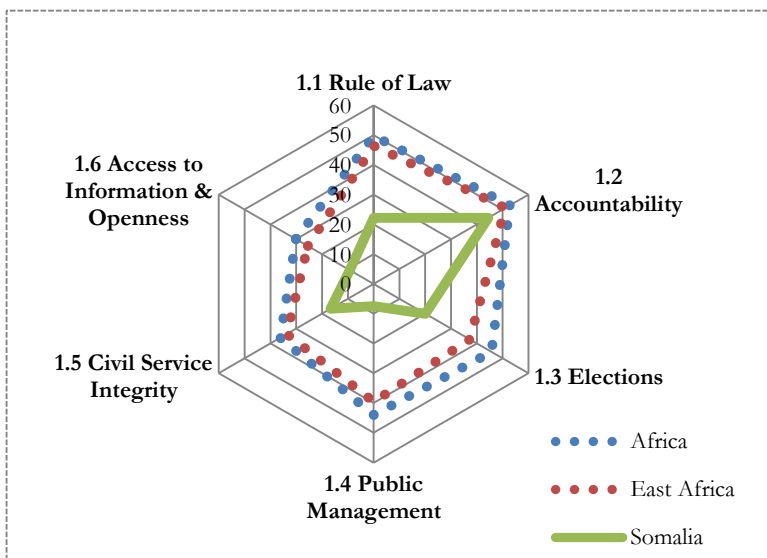 1.1 Rule of Law
60
50
40
30
20
10
0
1.2
Accountability
1.3 Elections
1.4 Public
Management
1.5 Civil Service
Integrity
1.6 Access to
Information &
Openness
Africa
East Africa
Somalia